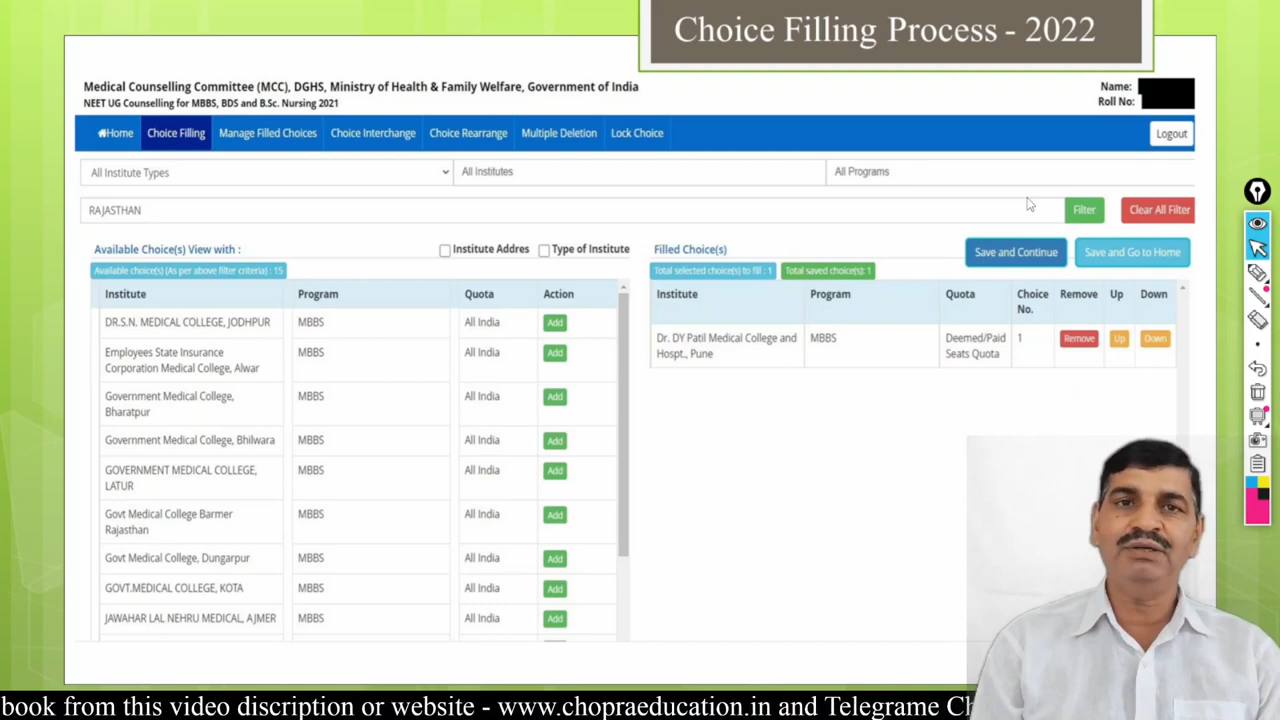 Choice Filling Process - 2022
Medical Counselling Committee (MCC), DGHS, Ministry of Health & Family Welfare, Government of India
NEET UG Counselling for MBBS, BDS and B.Sc. Nursing 2021
Name:
Roll No:
Home Choice Filling Manage Filled Choices Choice Interchange Choice Rearrange Multiple Deletion Lock Choice Logout
All Institute Types All Institutes All Programs
RAJASTHAN Filter Clear All Filter
Available Choice(s) View with : Institute Addres Type of Institute
Available choice(s) (As per above filter criteria) : 15
Institute Program Quota Action
DR.S.N. MEDICAL COLLEGE, JODHPUR MBBS All India Add
Employees State Insurance MBBS All India Add
Corporation Medical College, Alwar
Government Medical College, MBBS All India Add
Bharatpur
Government Medical College, Bhilwara MBBS All India Add
GOVERNMENT MEDICAL COLLEGE, MBBS All India Add
LATUR
Govt Medical College Barmer MBBS All India Add
Rajasthan
Govt Medical College, Dungarpur MBBS All India Add
GOVT.MEDICAL COLLEGE, KOTA MBBS All India Add
JAWAHAR LAL NEHRU MEDICAL, AJMER MBBS All India Add
Filled Choice(s) Save and Continue Save and Go to Home
Total selected choice(s) to fill : 1 Total saved choice(s): 1
Institute Program Quota Choice Remove Up Down
No.
Dr. DY Patil Medical College and MBBS Deemed/Paid 1 Remove Up Down
Hospt., Pune Seats Quota
book from this video discription or website - www.chopraeducation.in and Telegrame Ch